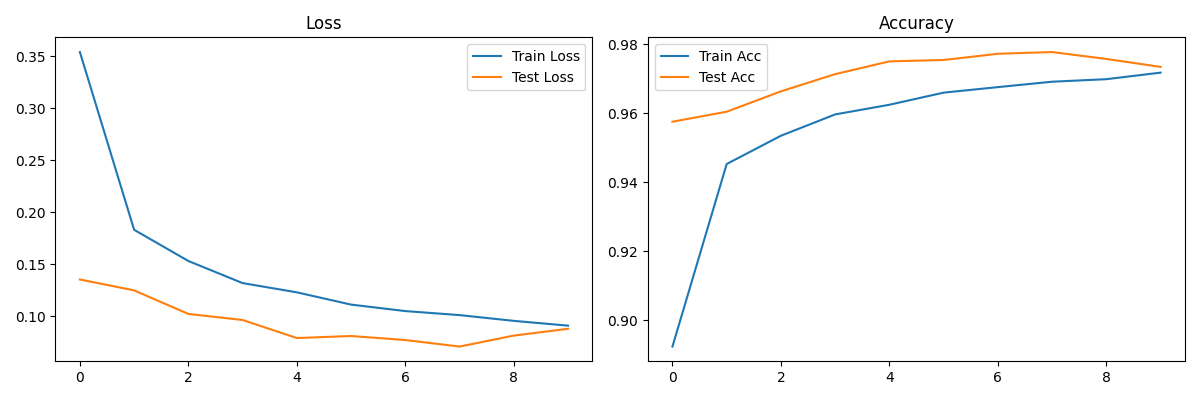 Loss
Train Loss
Test Loss
0.35
0.30
0.25
0.20
0.15
0.10
0 2 4 6 8
Accuracy
Train Acc
Test Acc
0.98
0.96
0.94
0.92
0.90
0 2 4 6 8